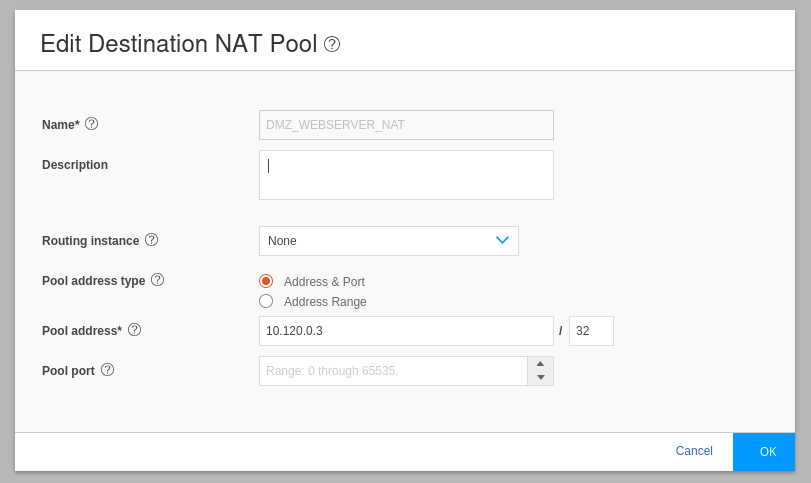 Edit Destination NAT Pool ?
Name* ? DMZ_WEBSERVER_NAT
Description
Routing instance ? None
Pool address type ? Address & Port
Address Range
Pool address* ? 10.120.0.3 / 32
Pool port ? Range: 0 through 65535.
Cancel OK